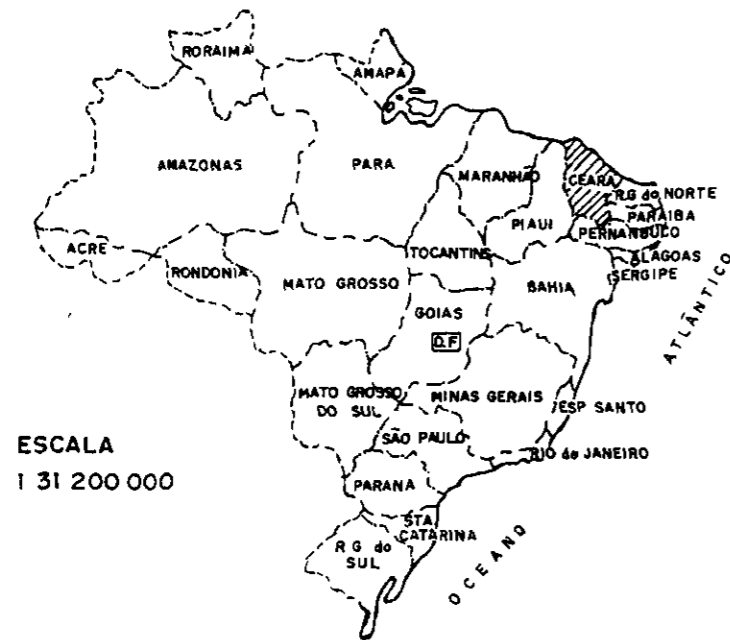 RORAIMA
AMAPA
AMAZONAS
PARA
MARANHÃO
CEARA
R.G do NORTE
PARAIBA
PIAUI
PERNAMBUCO
ACRE
TOCANTINS
ALAGOAS
RONDONIA
MATO GROSSO
BAHIA
SERGIPE
GOIAS
D.F
ATLÂNTICO
MATO GROSSO
DO SUL
MINAS GERAIS
ESP SANTO
SÃO PAULO
RIO de JANEIRO
ESCALA
1 31 200 000
PARANA
STA
CATARINA
R G do
SUL
OCEANO